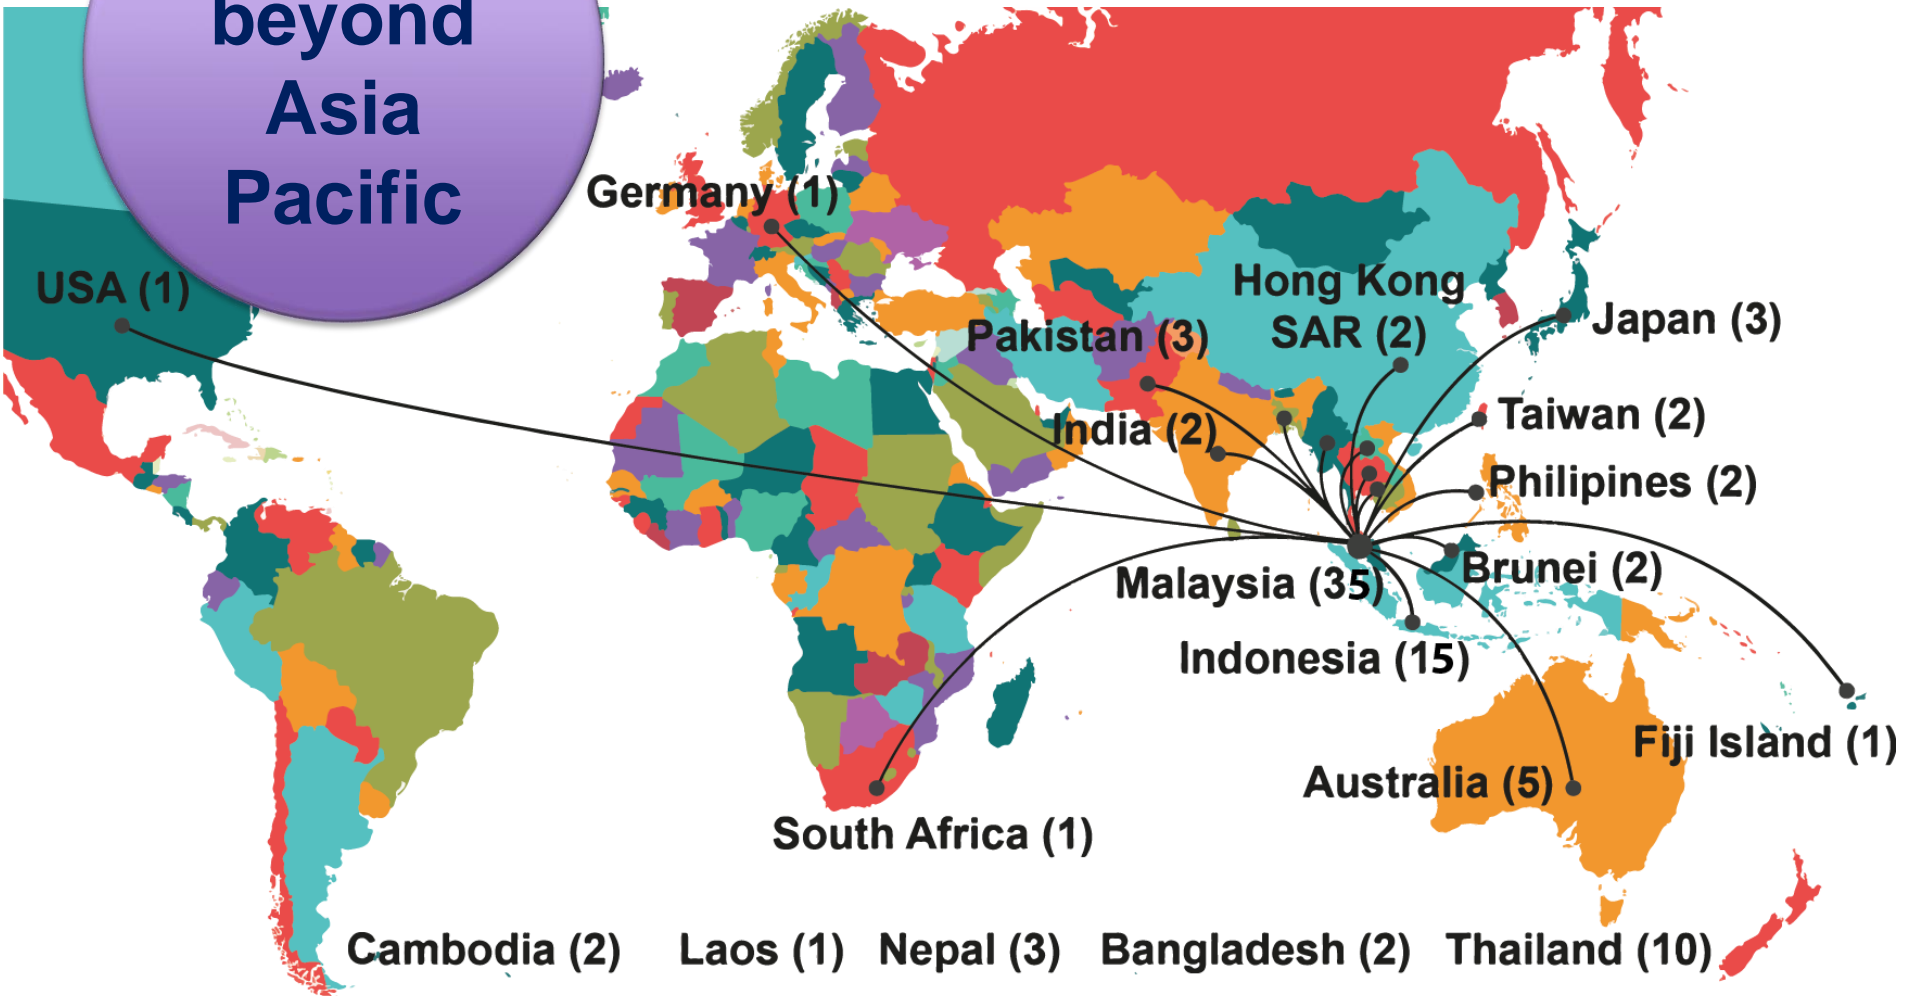 beyond
Asia
Pacific
Germany (1)
USA (1)
Hong Kong
SAR (2)
Japan (3)
Pakistan (3)
Taiwan (2)
India (2)
Philipines (2)
Brunei (2)
Malaysia (35)
Indonesia (15)
Fiji Island (1)
Australia (5)
South Africa (1)
Cambodia (2) Laos (1) Nepal (3) Bangladesh (2) Thailand (10)